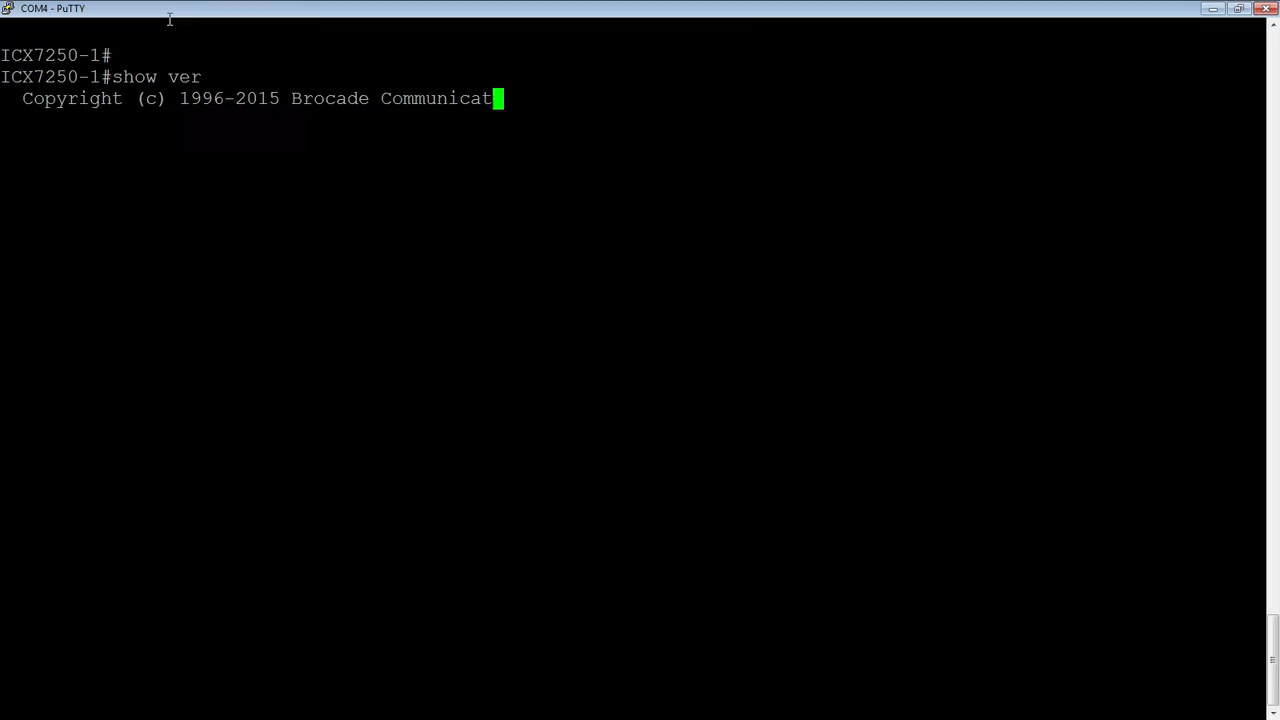 COM4 - PuTTY
ICX7250-1#
ICX7250-1#show ver
Copyright (c) 1996-2015 Brocade Communicat